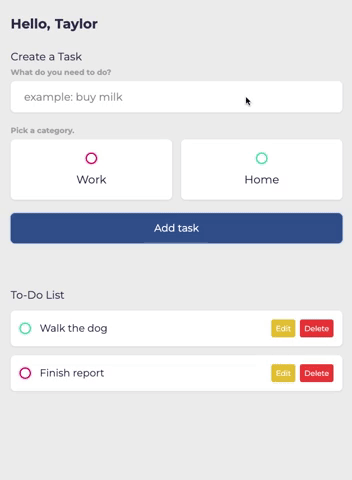 Hello, Taylor
Create a Task
What do you need to do?
example: buy milk
Pick a category.
Work
Home
Add task
To-Do List
Walk the dog
Edit
Delete
Finish report
Edit
Delete